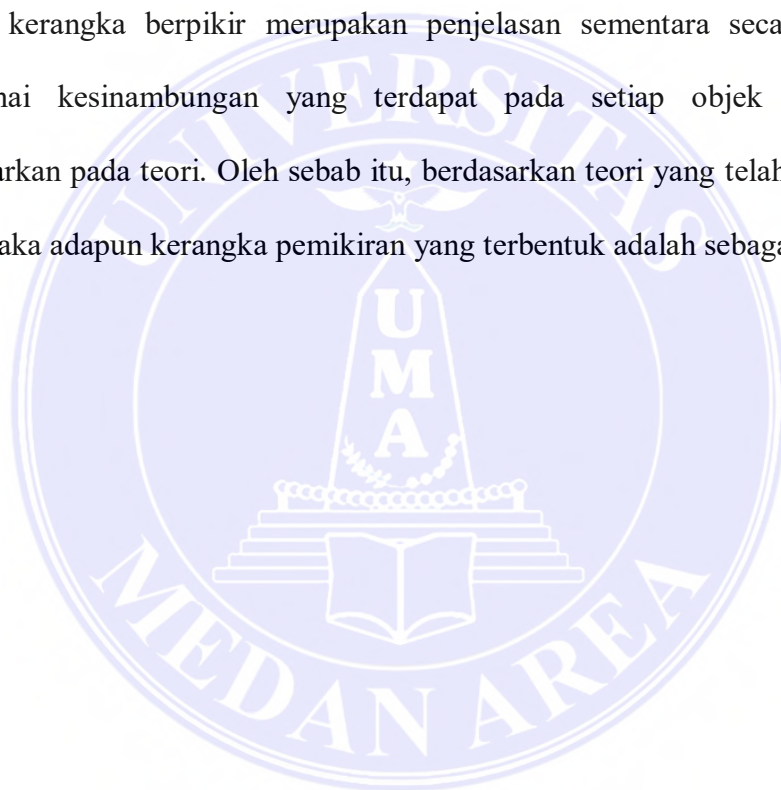 kerangka berpikir merupakan penjelasan sementara seca
nai kesinambungan yang terdapat pada setiap objek
arkan pada teori. Oleh sebab itu, berdasarkan teori yang telah
aka adapun kerangka pemikiran yang terbentuk adalah sebaga
UNIVERSITAS
U
M
A
MEDAN AREA